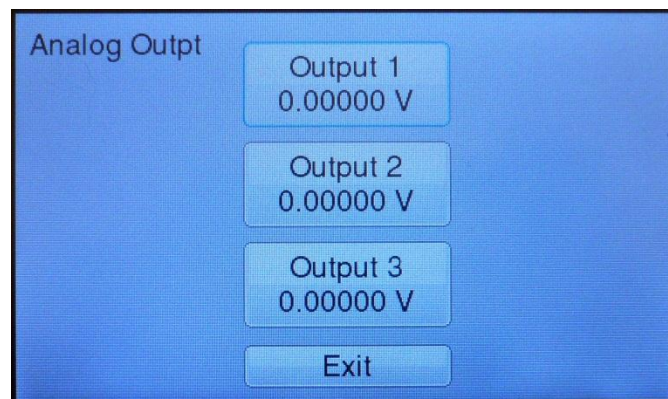 Analog Outpt
Output 1
0.00000 V
Output 2
0.00000 V
Output 3
0.00000 V
Exit